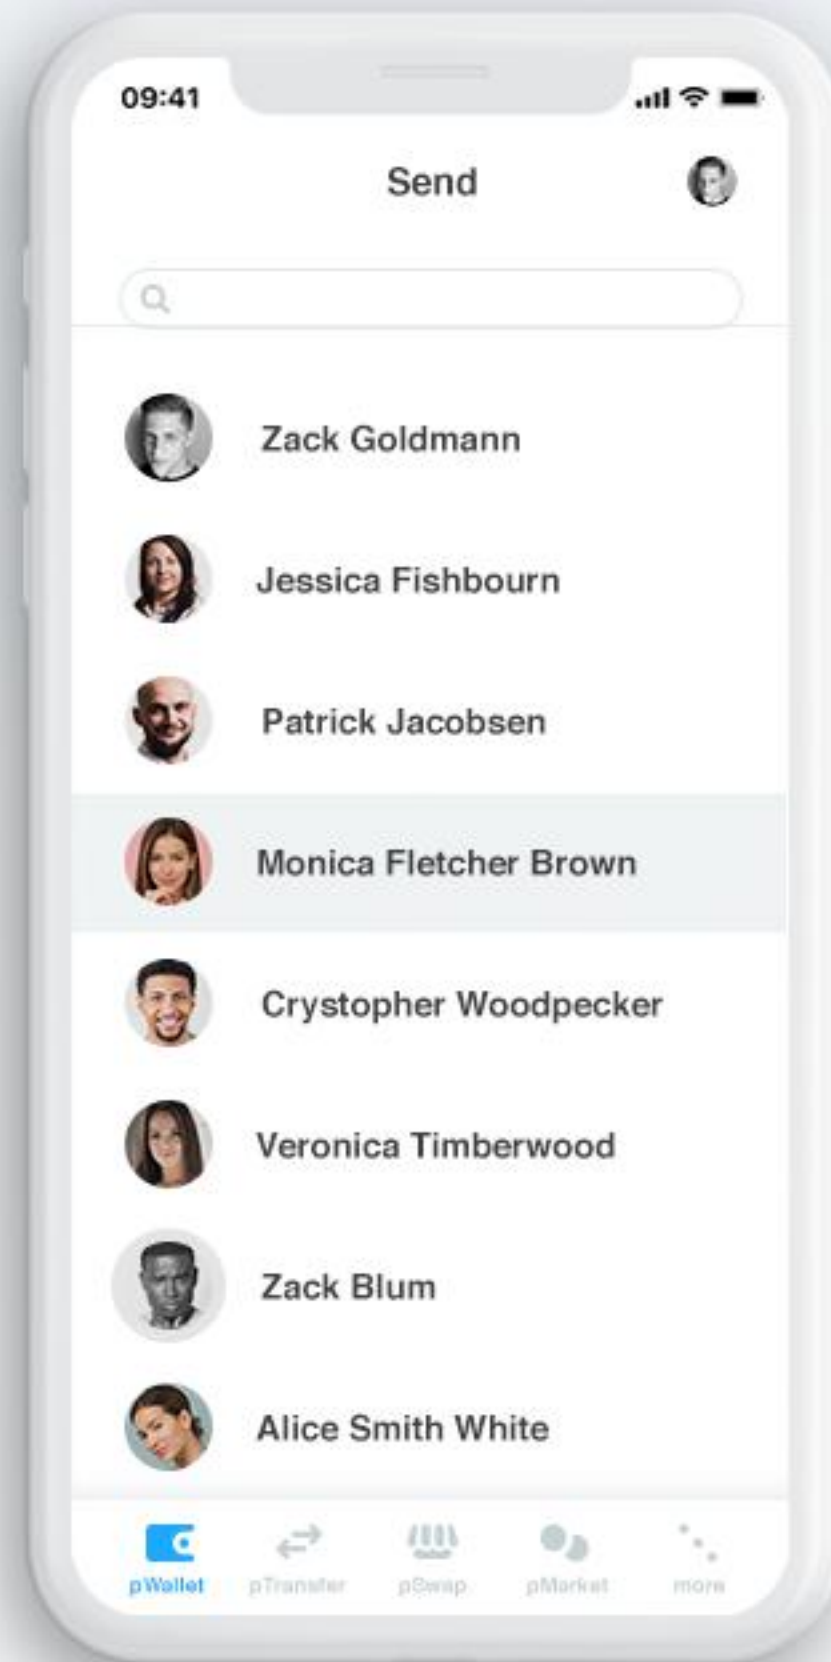 09:41
Send
Zack Goldmann
Jessica Fishbourn
Patrick Jacobsen
Monica Fletcher Brown
Crystopher Woodpecker
Veronica Timberwood
Zack Blum
Alice Smith White
pWallet pTransfer pSwap pMarket more